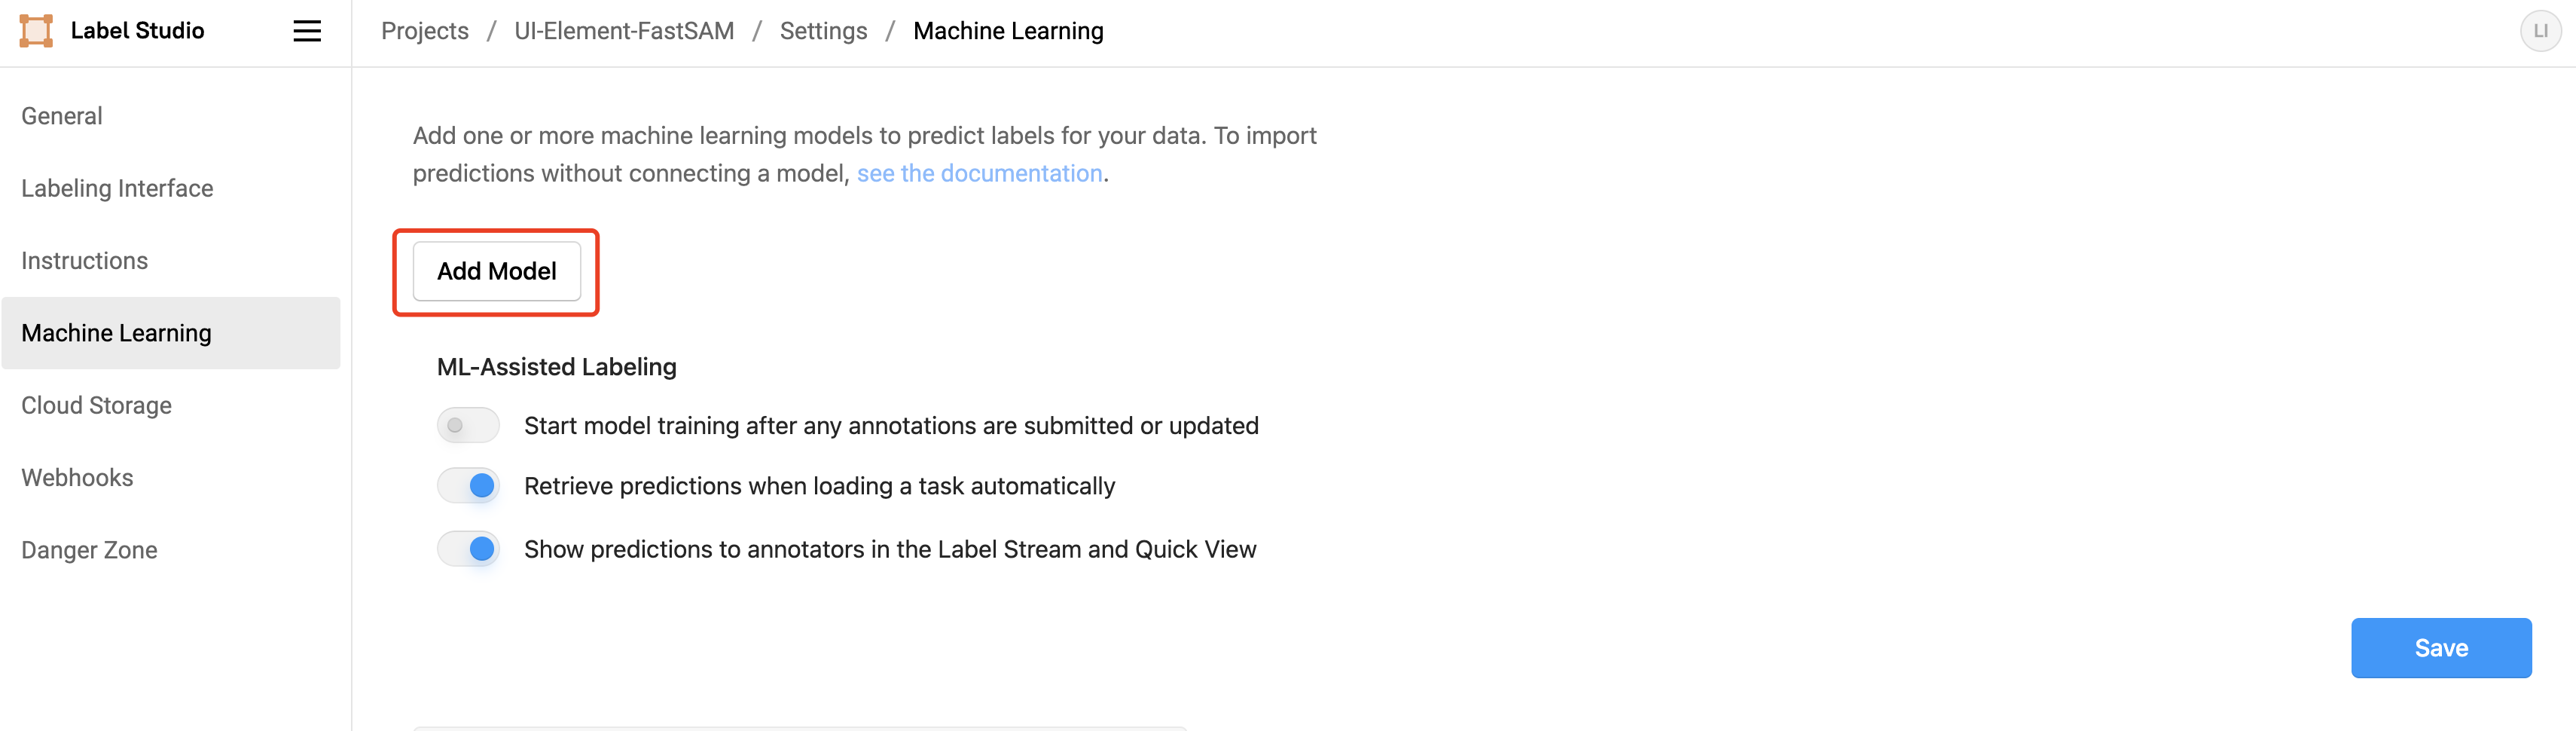 Label Studio
Projects / UI-Element-FastSAM / Settings / Machine Learning
LI
General
Labeling Interface
Instructions
Machine Learning
Cloud Storage
Webhooks
Danger Zone
Add one or more machine learning models to predict labels for your data. To import
predictions without connecting a model, see the documentation.
Add Model
ML-Assisted Labeling
Start model training after any annotations are submitted or updated
Retrieve predictions when loading a task automatically
Show predictions to annotators in the Label Stream and Quick View
Save